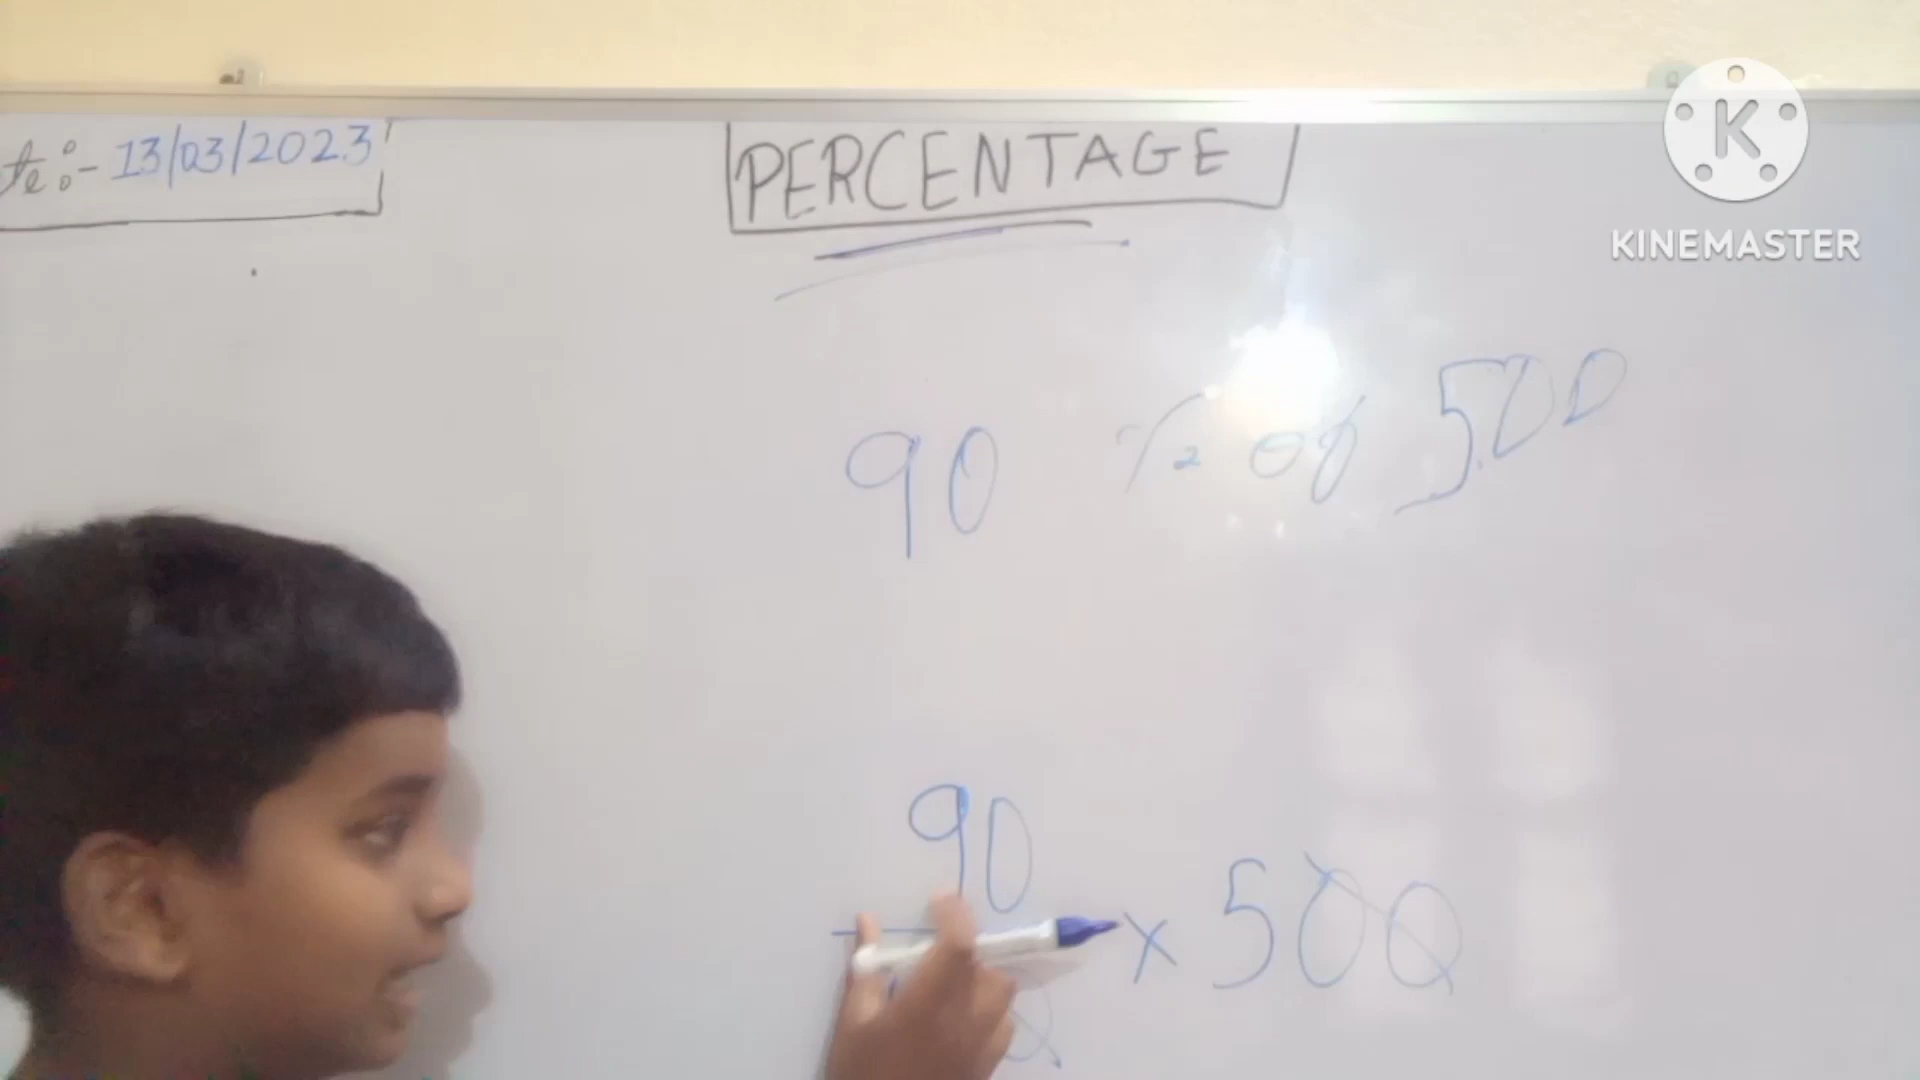 te:- 13/03/2023
PERCENTAGE
K
KINEMASTER
90 % of 500
90
× 500